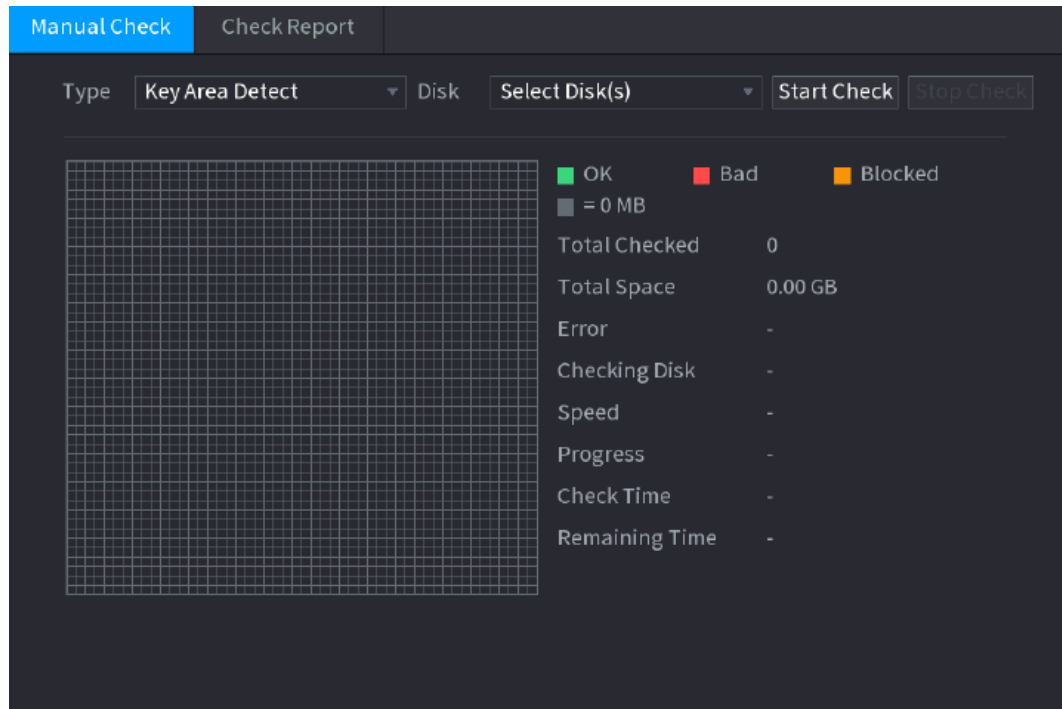 Manual Check Check Report
Type Key Area Detect Disk Select Disk(s) Start Check Stop Check
OK Bad Blocked
= 0 MB
Total Checked 0
Total Space 0.00 GB
Error -
Checking Disk -
Speed -
Progress -
Check Time -
Remaining Time -